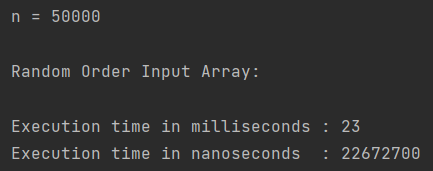 n = 50000
Random Order Input Array:
Execution time in milliseconds : 23
Execution time in nanoseconds  : 22672700